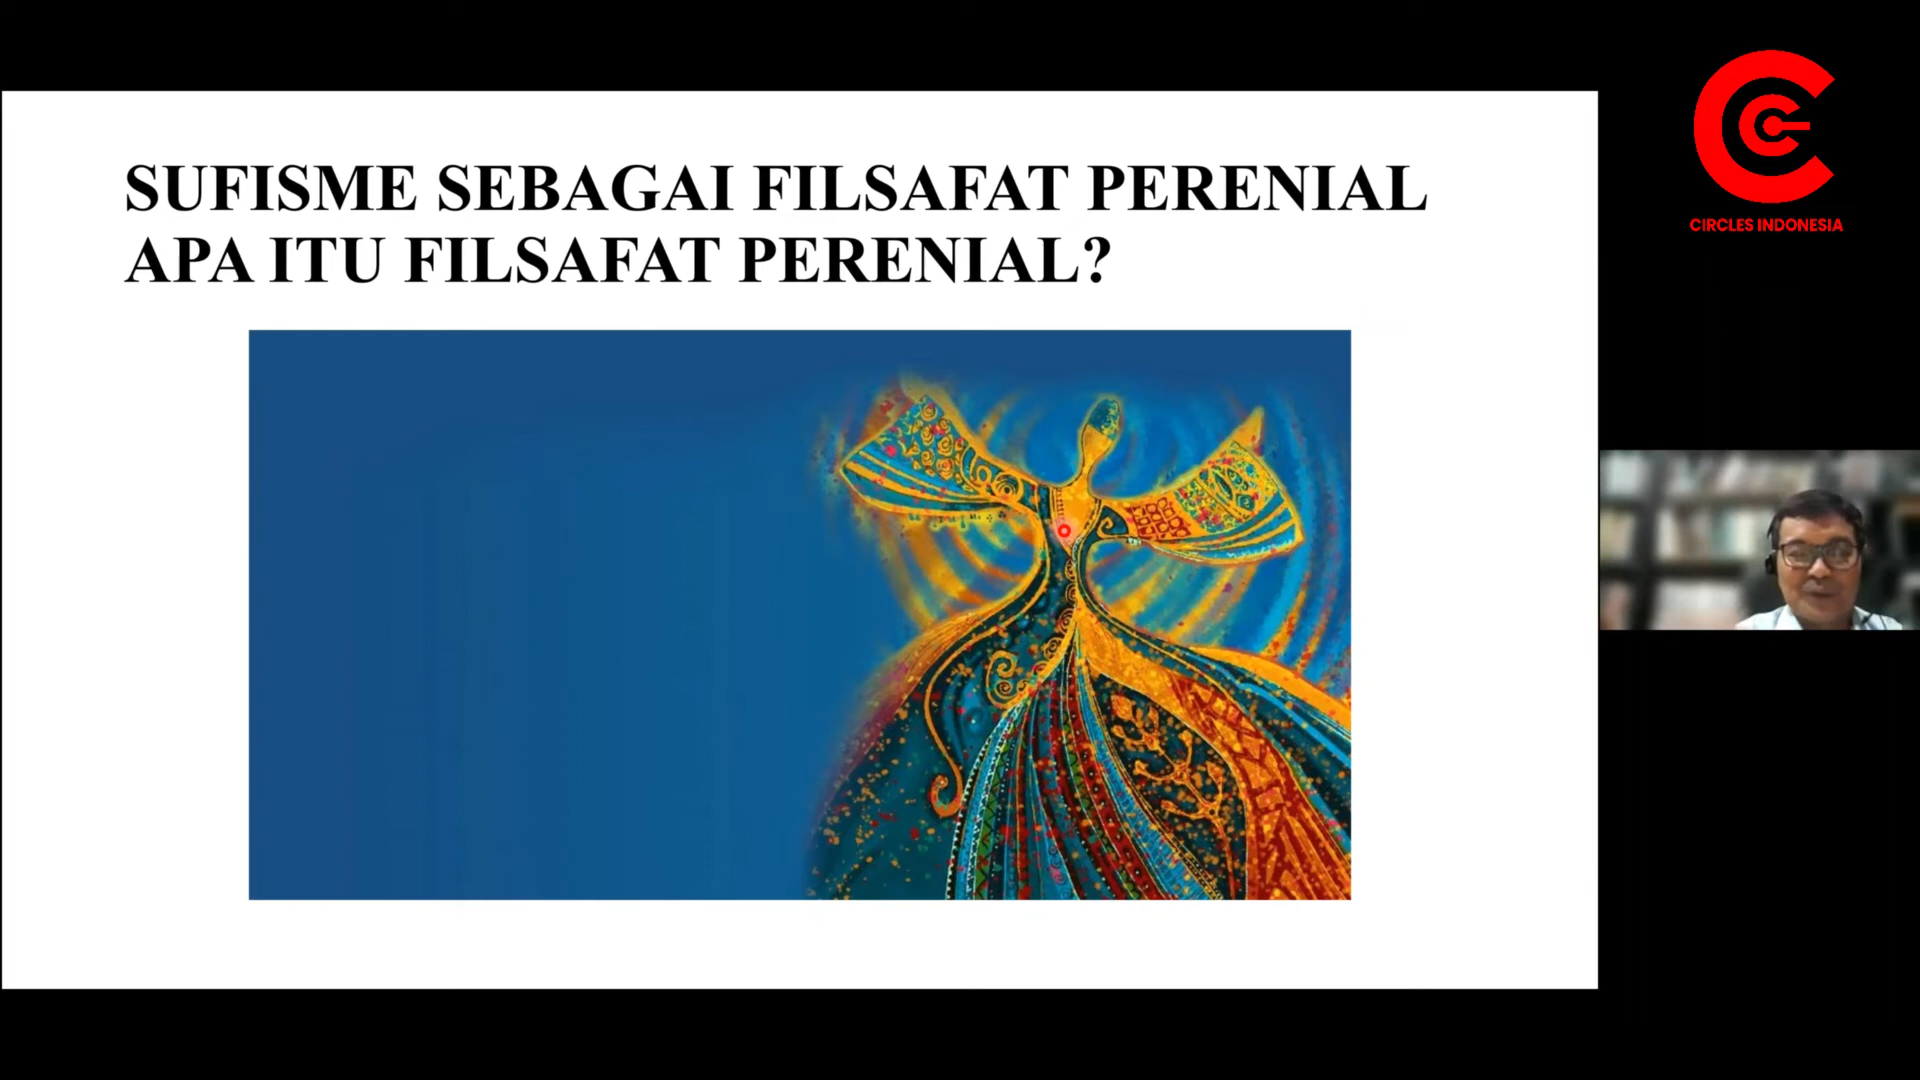 SUFISME SEBAGAI FILSAFAT PERENIAL
APA ITU FILSAFAT PERENIAL?
CIRCLES INDONESIA